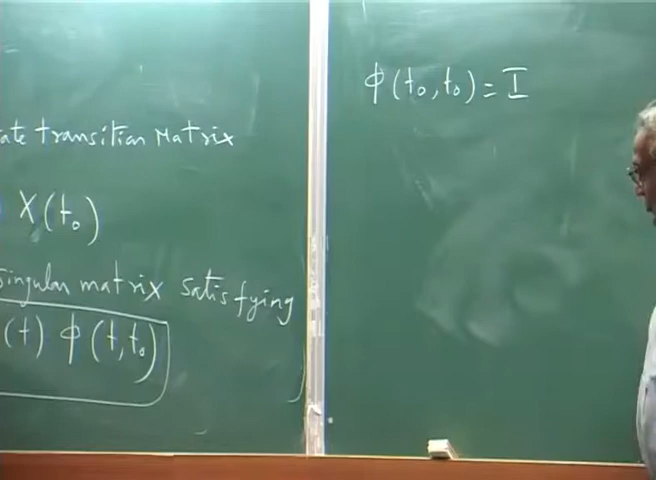 ate transition Matrix
X(t₀)
singular matrix satisfying
(t) ϕ(t,t₀)
ϕ(t₀,t₀)=I